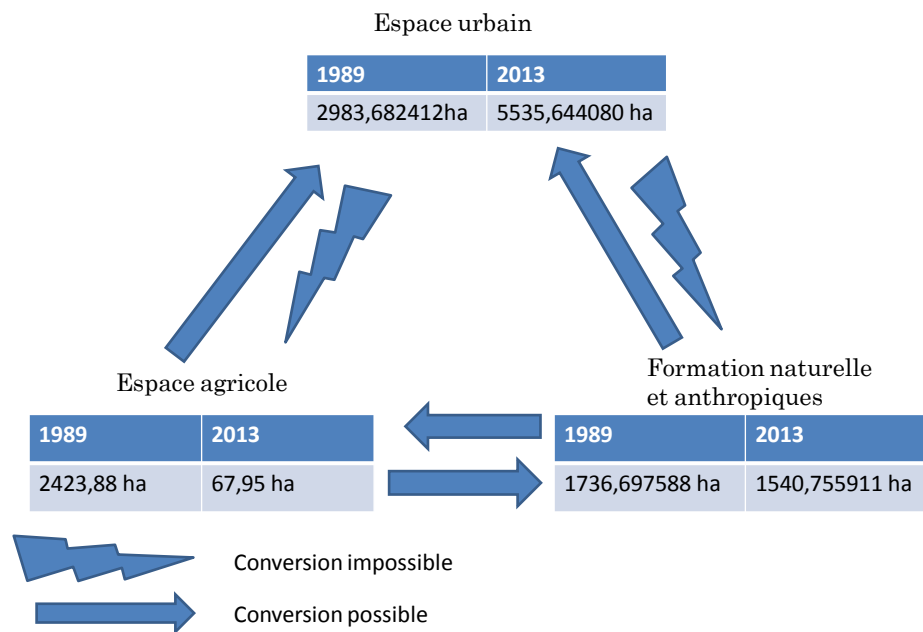 Espace urbain
1989 2013
2983,682412ha 5535,644080 ha
Espace agricole
1989 2013
2423,88 ha 67,95 ha
Formation naturelle
et anthropiques
1989 2013
1736,697588 ha 1540,755911 ha
Conversion impossible
Conversion possible